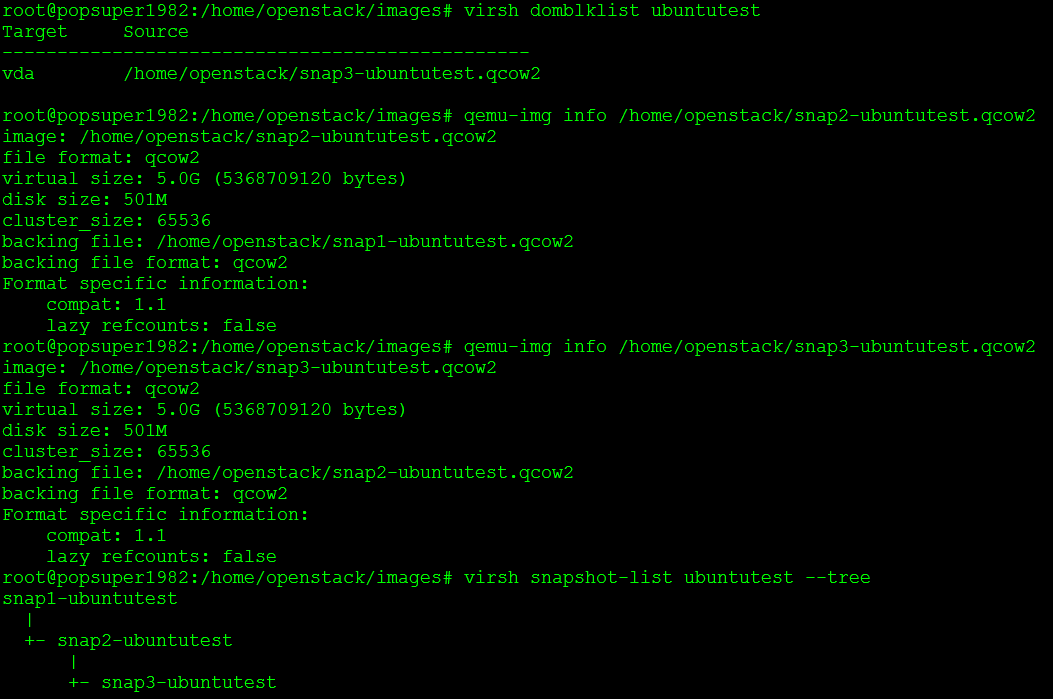 root@popsuper1982:/home/openstack/images# virsh domblklist ubuntutest
Target     Source
------------------------------------------------
vda        /home/openstack/snap3-ubuntutest.qcow2

root@popsuper1982:/home/openstack/images# qemu-img info /home/openstack/snap2-ubuntutest.qcow2
image: /home/openstack/snap2-ubuntutest.qcow2
file format: qcow2
virtual size: 5.0G (5368709120 bytes)
disk size: 501M
cluster_size: 65536
backing file: /home/openstack/snap1-ubuntutest.qcow2
backing file format: qcow2
Format specific information:
    compat: 1.1
    lazy refcounts: false
root@popsuper1982:/home/openstack/images# qemu-img info /home/openstack/snap3-ubuntutest.qcow2
image: /home/openstack/snap3-ubuntutest.qcow2
file format: qcow2
virtual size: 5.0G (5368709120 bytes)
disk size: 501M
cluster_size: 65536
backing file: /home/openstack/snap2-ubuntutest.qcow2
backing file format: qcow2
Format specific information:
    compat: 1.1
    lazy refcounts: false
root@popsuper1982:/home/openstack/images# virsh snapshot-list ubuntutest --tree
snap1-ubuntutest
  |
  +- snap2-ubuntutest
      |
      +- snap3-ubuntutest